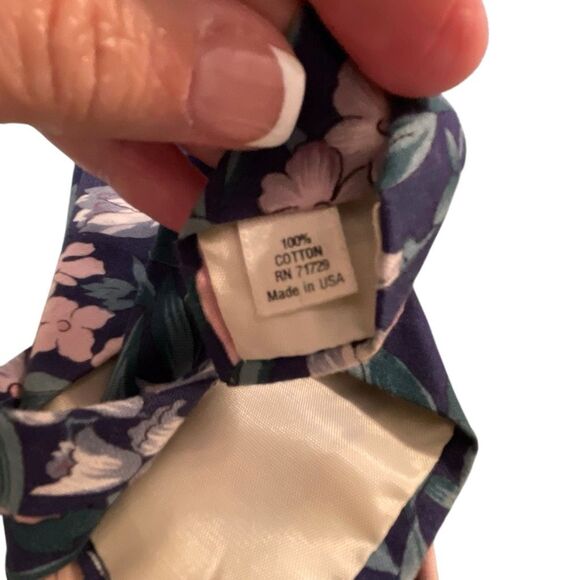 100%
COTTON
RN 71729
Made in USA